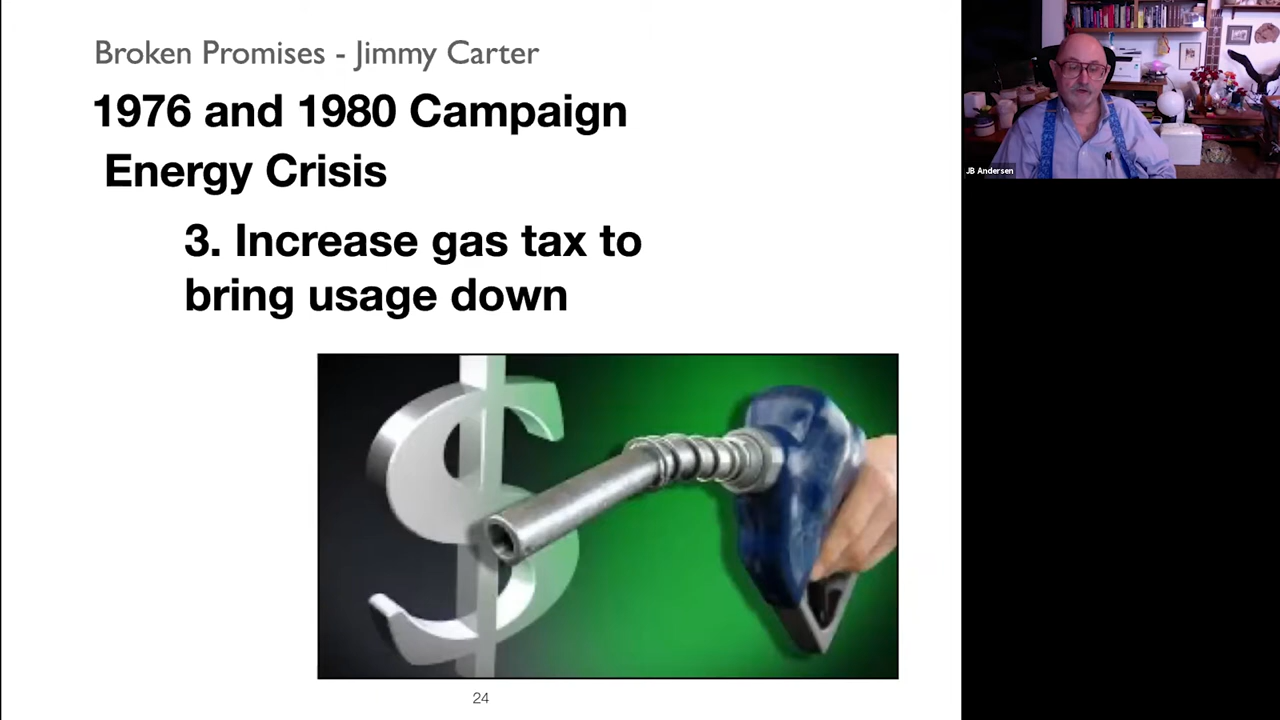 Broken Promises - Jimmy Carter
1976 and 1980 Campaign
Energy Crisis
3. Increase gas tax to
bring usage down
24
JB Andersen